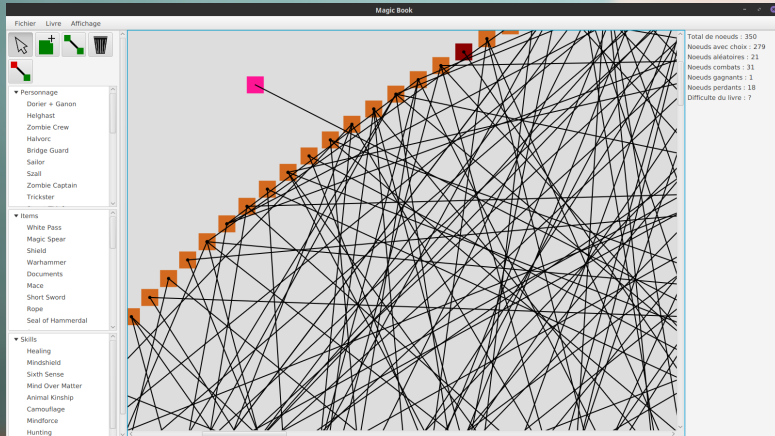 Magic Book
Fichier Livre Affichage
Personnage
Dorier + Ganon
Helghast
Zombie Crew
Halvorc
Bridge Guard
Sailor
Szall
Zombie Captain
Trickster
Items
White Pass
Magic Spear
Shield
Warhammer
Documents
Mace
Short Sword
Rope
Seal of Hammerdal
Skills
Healing
Mindshield
Sixth Sense
Mind Over Matter
Animal Kinship
Camouflage
Mindforce
Hunting
Total de noeuds : 350
Noeuds avec choix : 279
Noeuds aléatoires : 21
Noeuds combats : 31
Noeuds gagnants : 1
Noeuds perdants : 18
Difficulte du livre : ?